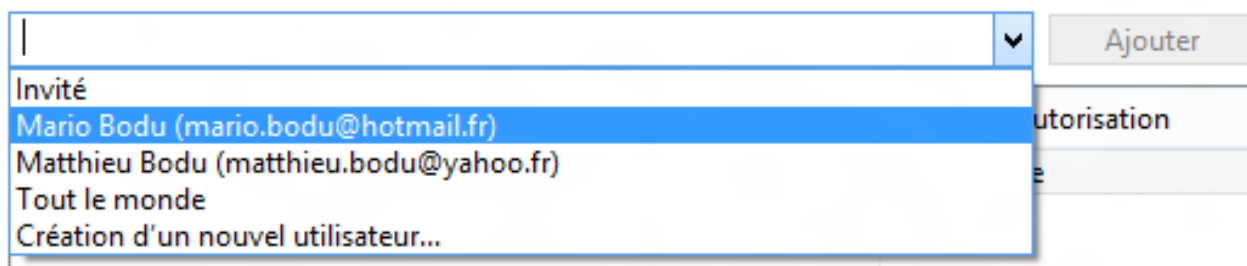 Ajouter
Invité
Mario Bodu (mario.bodu@hotmail.fr)
utorisation
Matthieu Bodu (matthieu.bodu@yahoo.fr)
e
Tout le monde
Création d'un nouvel utilisateur...